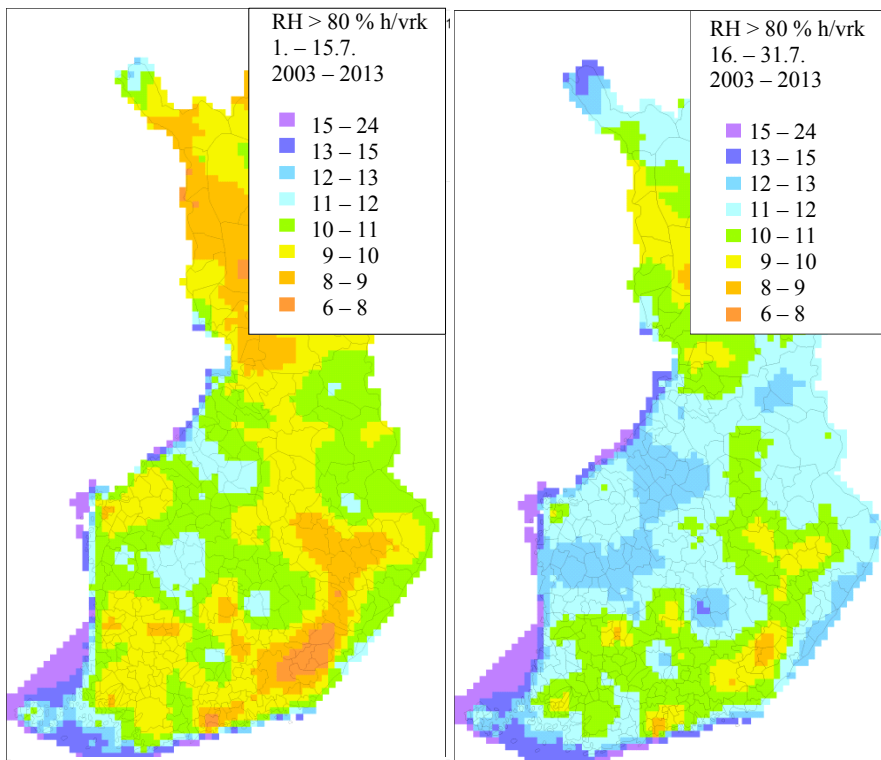 RH > 80 % h/vrk
1. – 15.7.
2003 – 2013
15 – 24
13 – 15
12 – 13
11 – 12
10 – 11
9 – 10
8 – 9
6 – 8
1
RH > 80 % h/vrk
16. – 31.7.
2003 – 2013
15 – 24
13 – 15
12 – 13
11 – 12
10 – 11
9 – 10
8 – 9
6 – 8